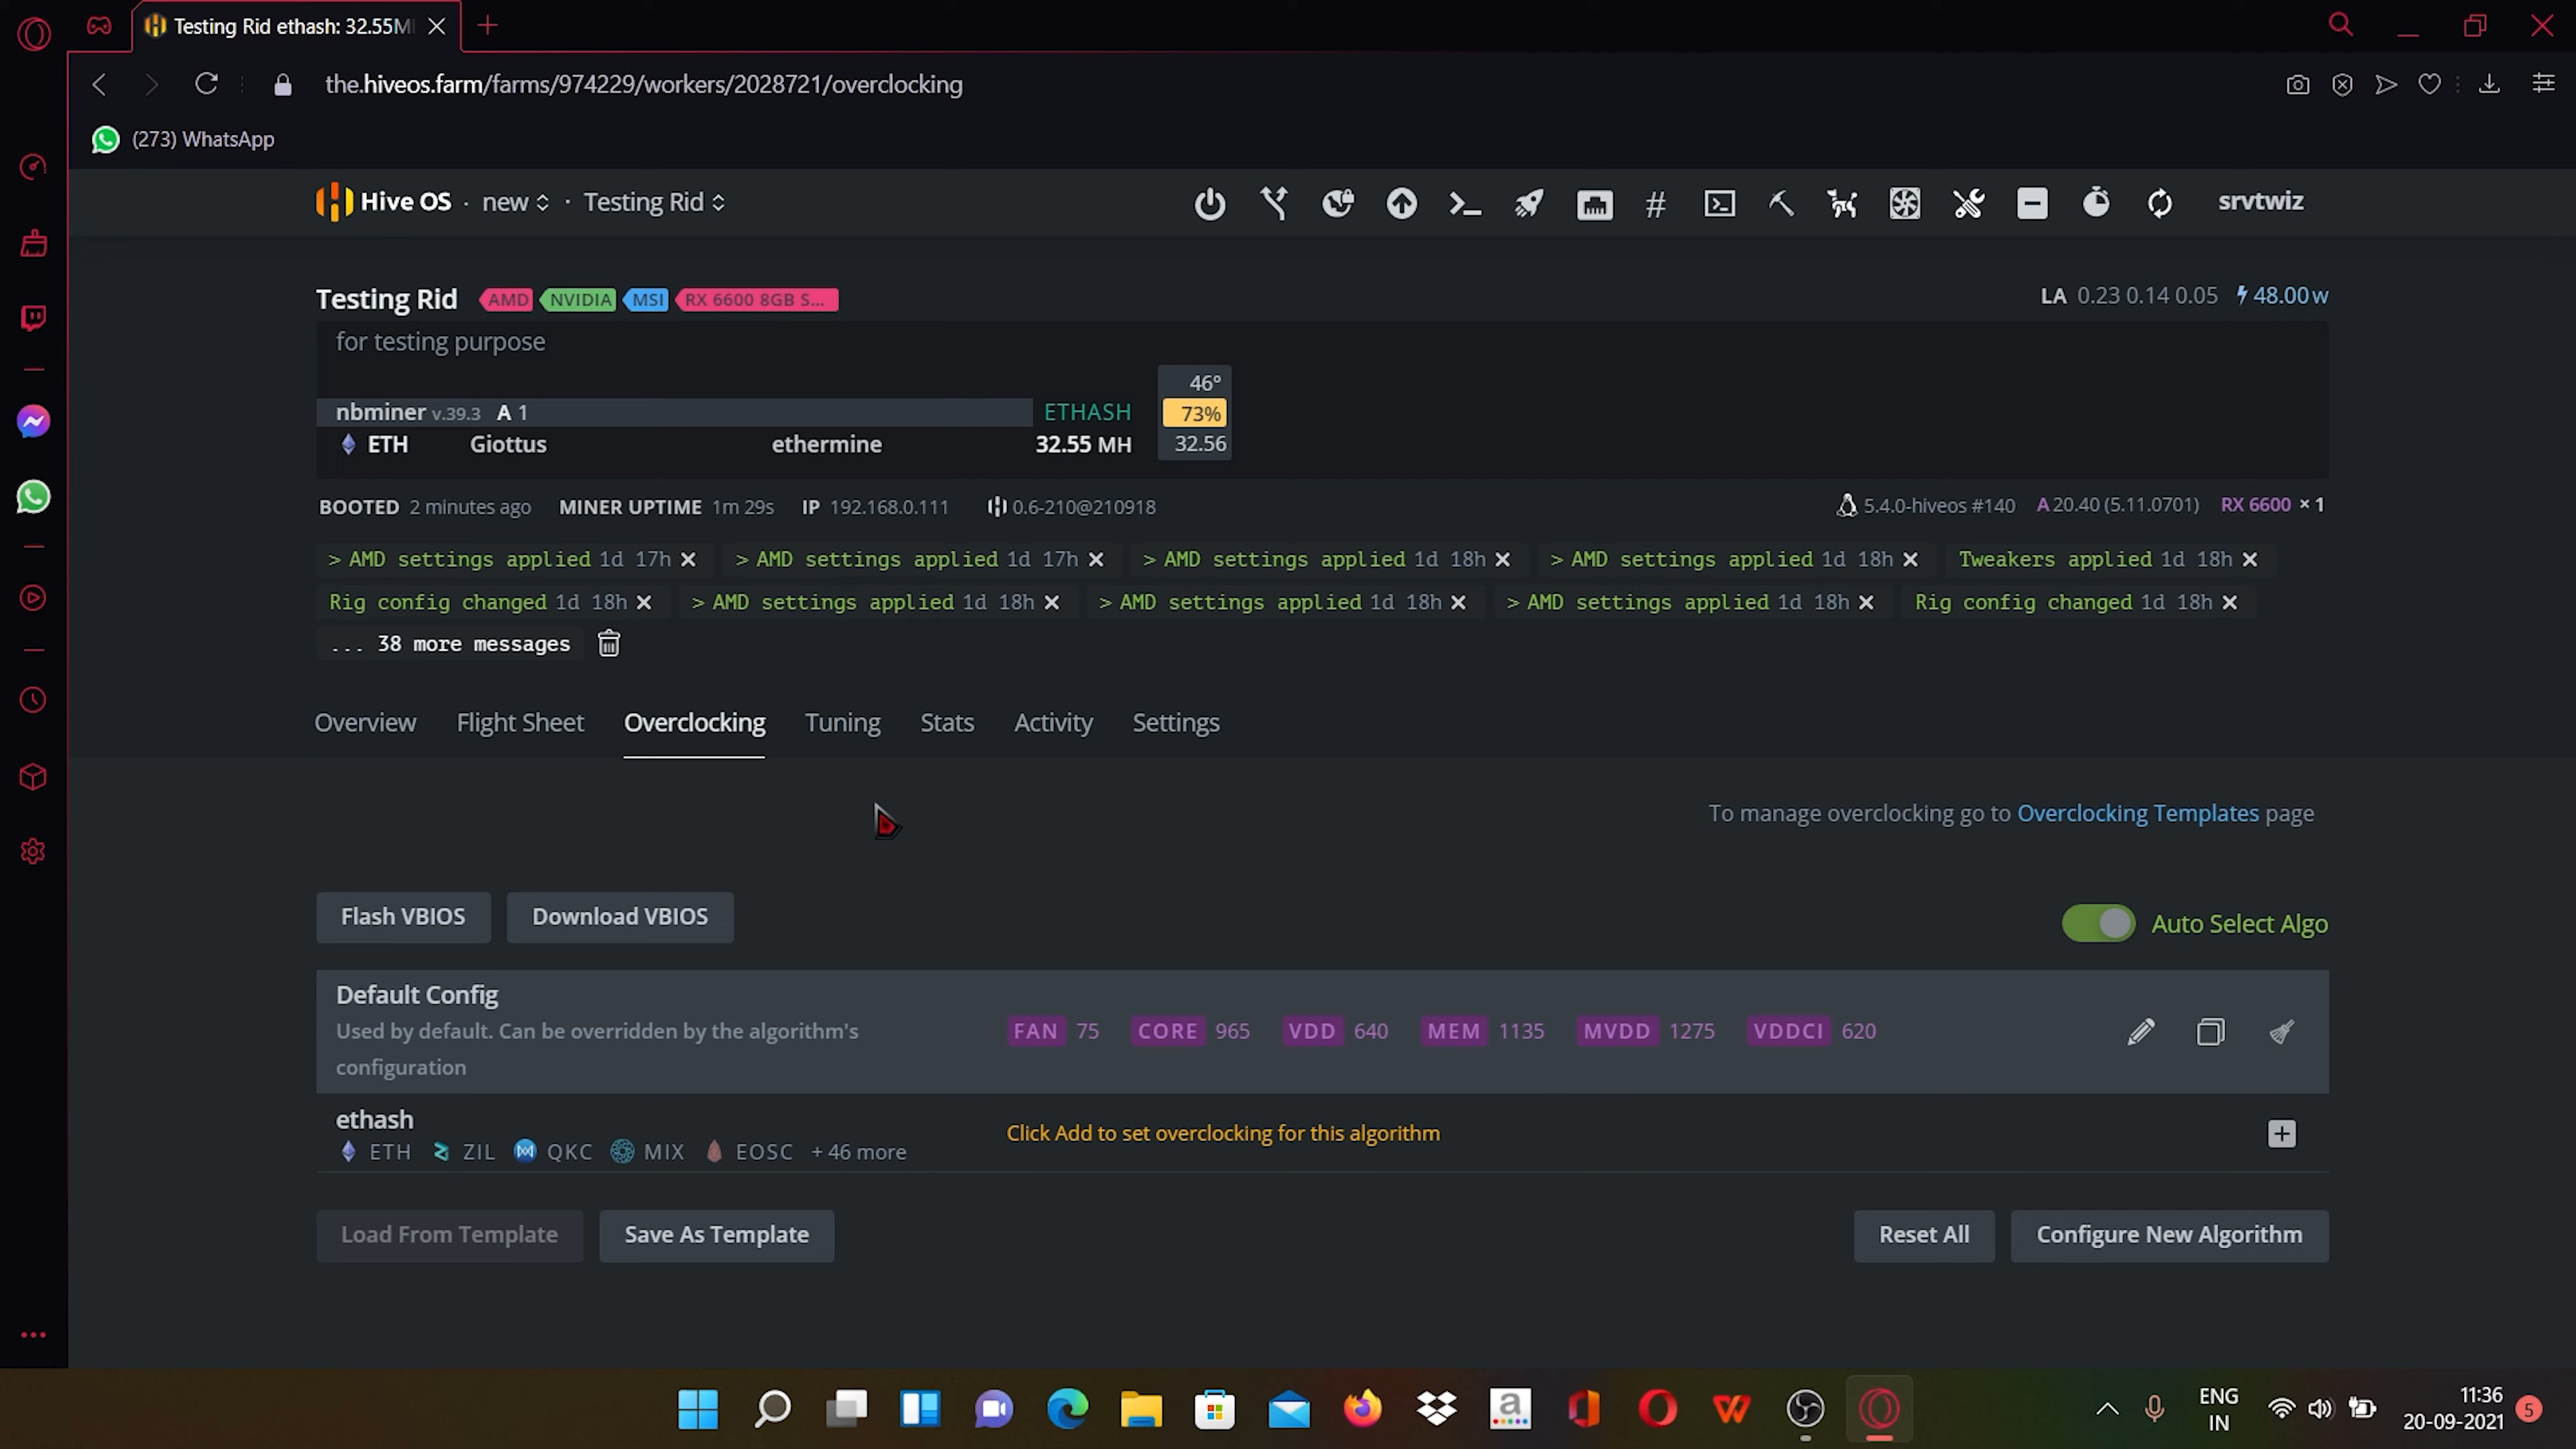 Testing Rid ethash: 32.55M
the.hiveos.farm/farms/974229/workers/2028721/overclocking
(273) WhatsApp
Hive OS · new · Testing Rid
srvtwiz
Testing Rid AMD NVIDIA MSI RX 6600 8GB S...
LA 0.23 0.14 0.05 48.00 w
for testing purpose
46°
nbminer v.39.3 A 1 ETHASH 73%
ETH Giottus ethermine 32.55 MH 32.56
BOOTED 2 minutes ago MINER UPTIME 1m 29s IP 192.168.0.111 0.6-210@210918 5.4.0-hiveos #140 A 20.40 (5.11.0701) RX 6600 × 1
> AMD settings applied 1d 17h × > AMD settings applied 1d 17h × > AMD settings applied 1d 18h × > AMD settings applied 1d 18h × Tweakers applied 1d 18h ×
Rig config changed 1d 18h × > AMD settings applied 1d 18h × > AMD settings applied 1d 18h × > AMD settings applied 1d 18h × Rig config changed 1d 18h ×
... 38 more messages
Overview Flight Sheet Overclocking Tuning Stats Activity Settings
To manage overclocking go to Overclocking Templates page
Flash VBIOS Download VBIOS Auto Select Algo
Default Config
Used by default. Can be overridden by the algorithm's
configuration
FAN 75 CORE 965 VDD 640 MEM 1135 MVDD 1275 VDDCI 620
ethash
ETH ZIL QKC MIX EOSC + 46 more
Click Add to set overclocking for this algorithm
Load From Template Save As Template Reset All Configure New Algorithm
ENG
IN
11:36
20-09-2021
5